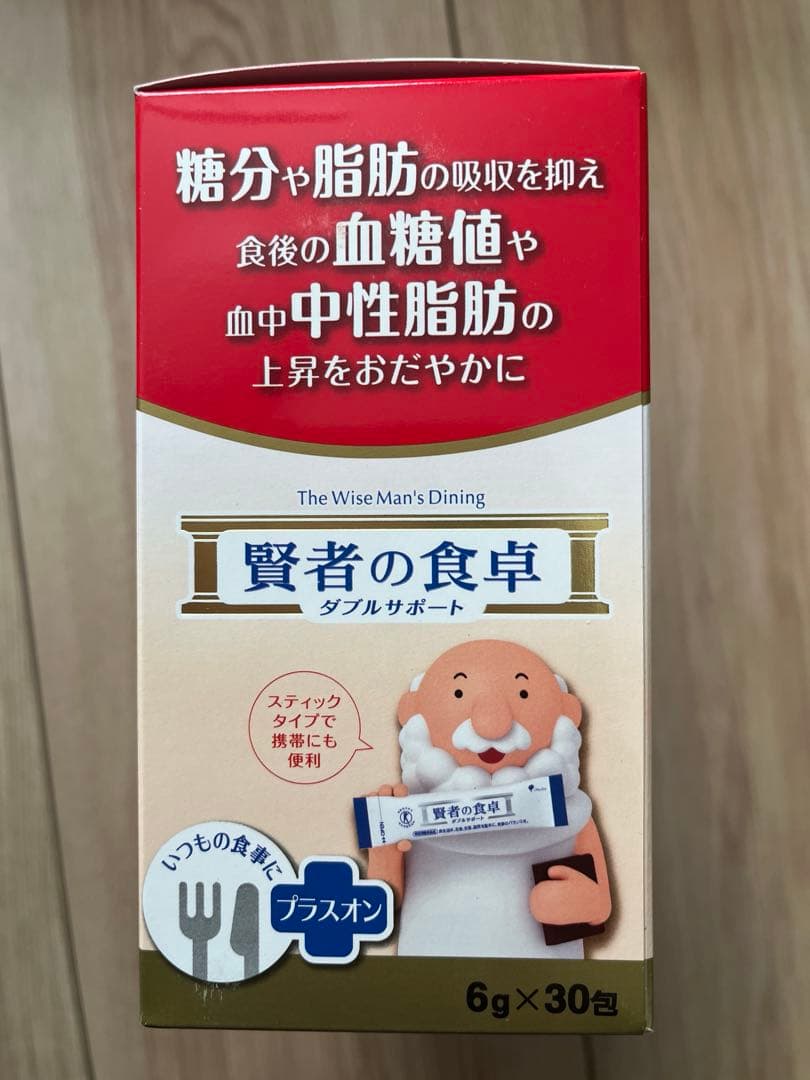 糖分や脂肪の吸収を抑え
食後の血糖値や
血中中性脂肪の
上昇をおだやかに
The Wise Man's Dining
賢者の食卓
ダブルサポート
スティック
タイプで
携帯にも
便利
賢者の食卓
ダブルサポート
いつもの食事に
プラスオン
6g×30包